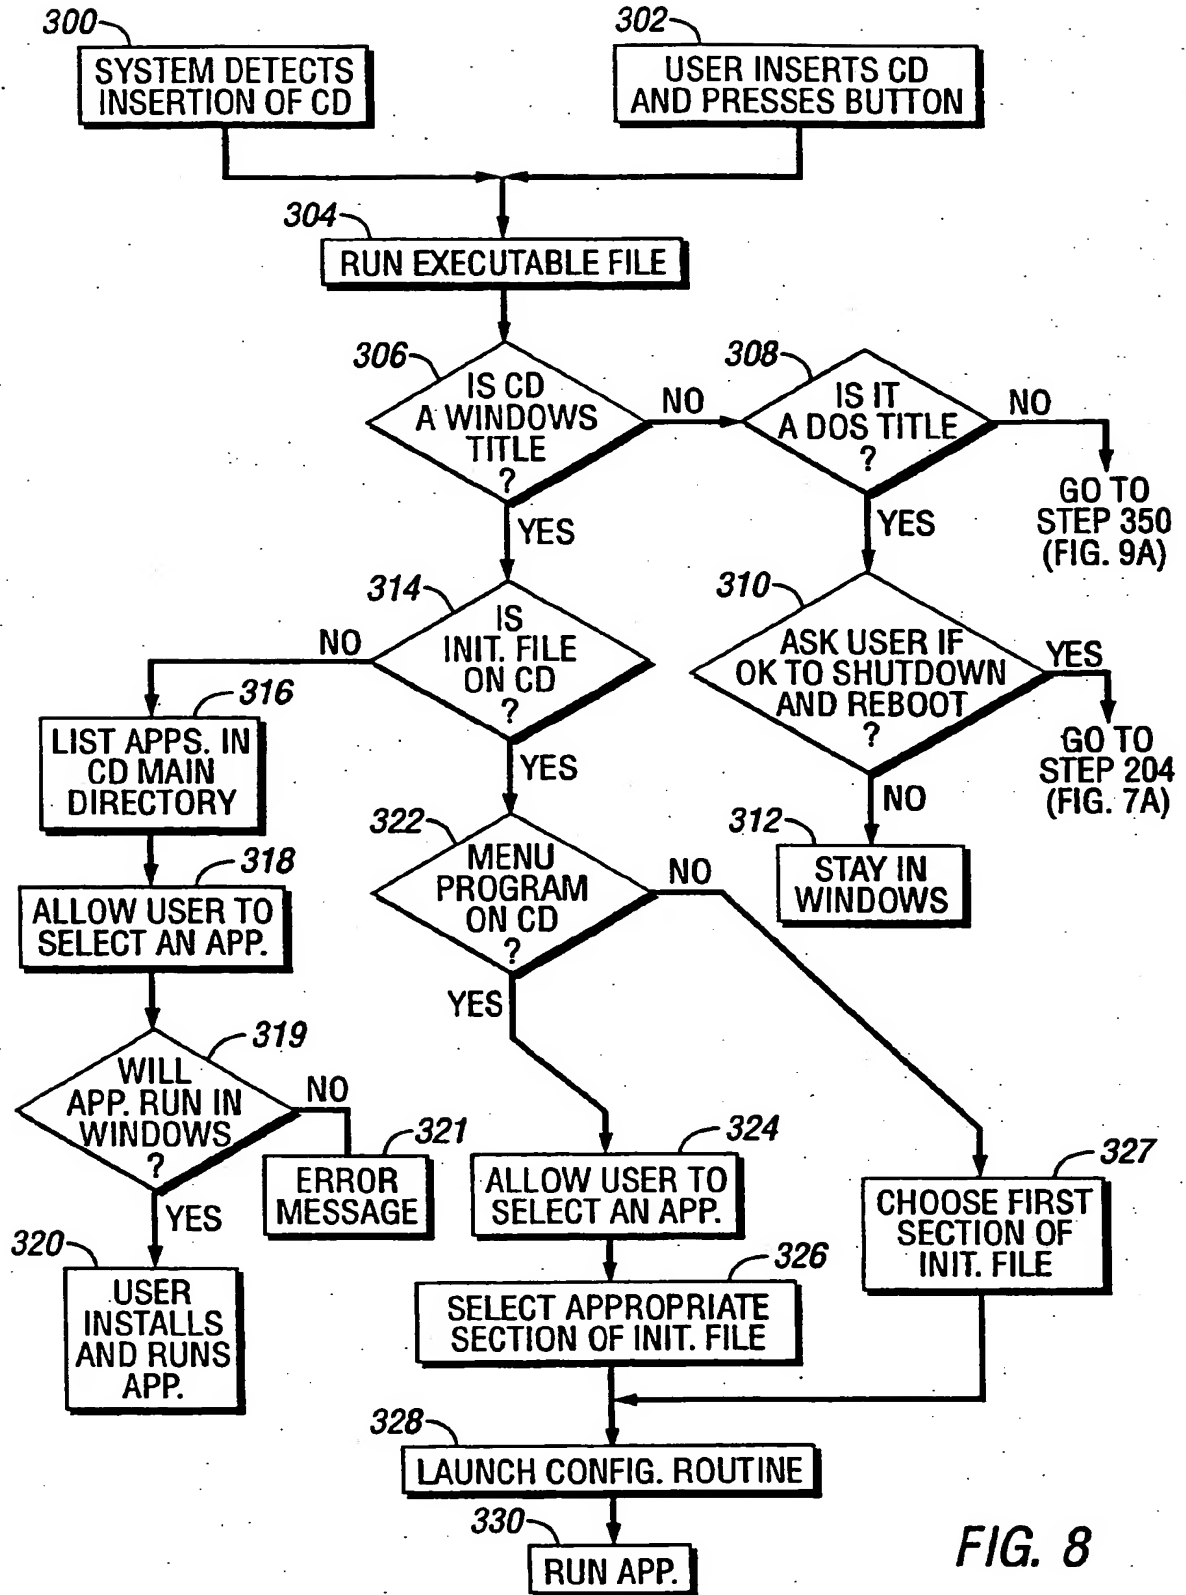 300
SYSTEM DETECTS
INSERTION OF CD
302
USER INSERTS CD
AND PRESSES BUTTON
304
RUN EXECUTABLE FILE
306
IS CD
A WINDOWS
TITLE
?
NO
YES
308
IS IT
A DOS TITLE
?
NO
GO TO
STEP 350
(FIG. 9A)
YES
310
ASK USER IF
OK TO SHUTDOWN
AND REBOOT
?
YES
GO TO
STEP 204
(FIG. 7A)
NO
312
STAY IN
WINDOWS
314
IS
INIT. FILE
ON CD
?
NO
YES
316
LIST APPS. IN
CD MAIN
DIRECTORY
318
ALLOW USER TO
SELECT AN APP.
319
WILL
APP. RUN IN
WINDOWS
?
NO
321
ERROR
MESSAGE
YES
320
USER
INSTALLS
AND RUNS
APP.
322
MENU
PROGRAM
ON CD
?
NO
YES
324
ALLOW USER TO
SELECT AN APP.
326
SELECT APPROPRIATE
SECTION OF INIT. FILE
327
CHOOSE FIRST
SECTION OF
INIT. FILE
328
LAUNCH CONFIG. ROUTINE
330
RUN APP.
FIG. 8